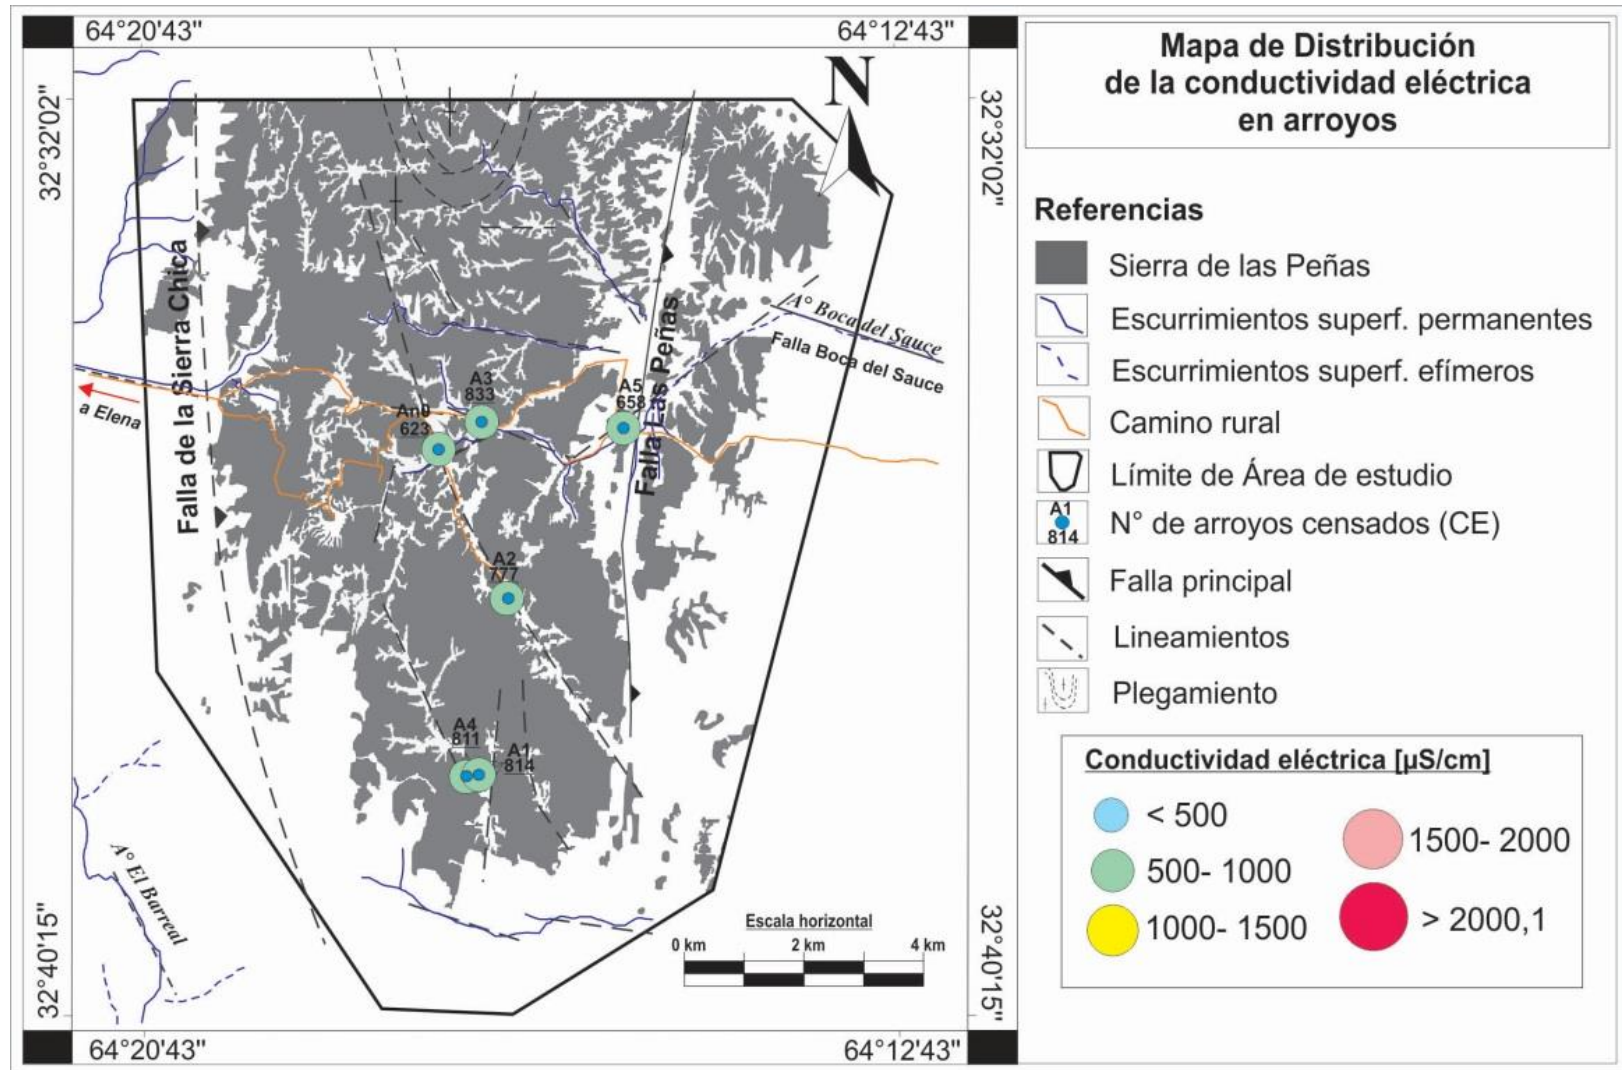 64°20'43"
64°12'43"
32°32'02"
32°32'02"
N
Falla de la Sierra Chica
Falla Las Peñas
A° Boca del Sauce
Falla Boca del Sauce
a Elena
A3
833
An0
623
A5
658
A2
777
A4
811
A1
814
A° El Barreal
Escala horizontal
0 km
2 km
4 km
32°40'15"
32°40'15"
64°20'43"
64°12'43"
Mapa de Distribución
de la conductividad eléctrica
en arroyos
Referencias
Sierra de las Peñas
Escurrimientos superf. permanentes
Escurrimientos superf. efímeros
Camino rural
Límite de Área de estudio
A1
814
N° de arroyos censados (CE)
Falla principal
Lineamientos
Plegamiento
Conductividad eléctrica [µS/cm]
< 500
500- 1000
1000- 1500
1500- 2000
> 2000,1